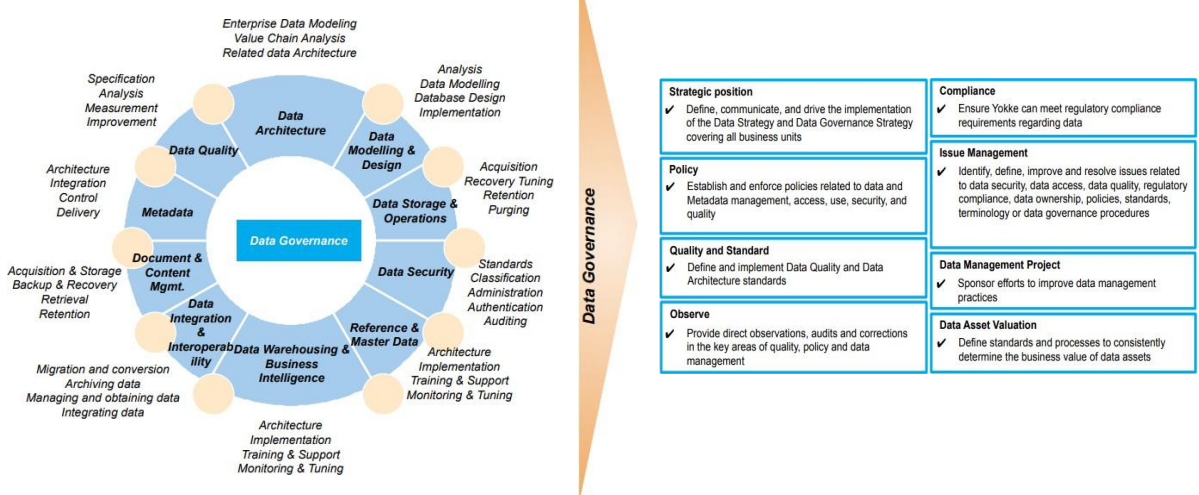 Enterprise Data Modeling
Value Chain Analysis
Related data Architecture
Specification
Analysis
Measurement
Improvement
Analysis
Data Modelling
Database Design
Implementation
Data
Architecture
Data Quality
Data
Modelling &
Design
Architecture
Integration
Control
Delivery
Acquisition
Recovery Tuning
Retention
Purging
Metadata
Data Storage &
Operations
Data Governance
Document &
Content
Mgmt.
Data Security
Acquisition & Storage
Backup & Recovery
Retrieval
Retention
Standards
Classification
Administration
Authentication
Auditing
Data
Integration
&
Interoperab
ility
Data Warehousing &
Business
Intelligence
Reference &
Master Data
Migration and conversion
Archiving data
Managing and obtaining data
Integrating data
Architecture
Implementation
Training & Support
Monitoring & Tuning
Architecture
Implementation
Training & Support
Monitoring & Tuning
Data Governance
Strategic position
✔ Define, communicate, and drive the implementation
of the Data Strategy and Data Governance Strategy
covering all business units
Policy
✔ Establish and enforce policies related to data and
Metadata management, access, use, security, and
quality
Quality and Standard
✔ Define and implement Data Quality and Data
Architecture standards
Observe
✔ Provide direct observations, audits and corrections
in the key areas of quality, policy and data
management
Compliance
✔ Ensure Yokke can meet regulatory compliance
requirements regarding data
Issue Management
✔ Identify, define, improve and resolve issues related
to data security, data access, data quality, regulatory
compliance, data ownership, policies, standards,
terminology or data governance procedures
Data Management Project
✔ Sponsor efforts to improve data management
practices
Data Asset Valuation
✔ Define standards and processes to consistently
determine the business value of data assets